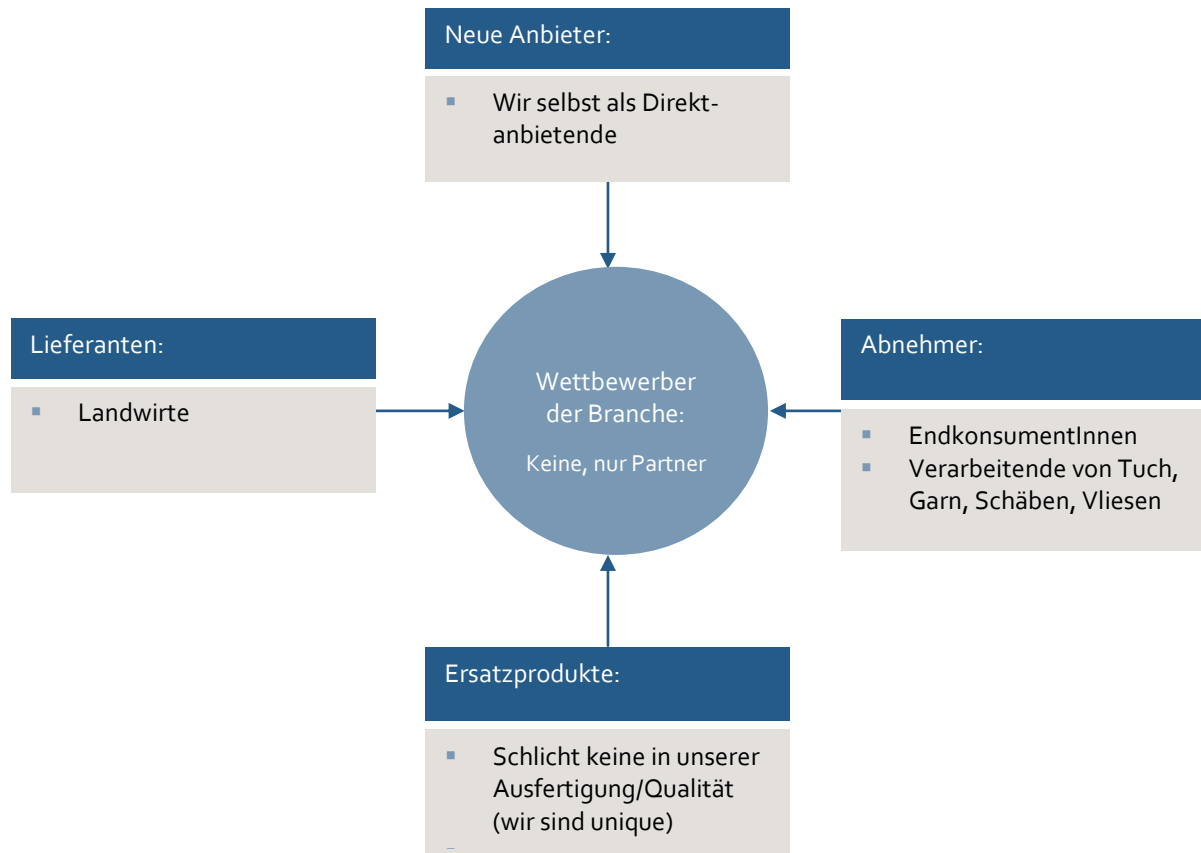 Neue Anbieter:
▪ Wir selbst als Direkt-
anbietende
Lieferanten:
▪ Landwirte
Wettbewerber
der Branche:
Keine, nur Partner
Abnehmer:
▪ EndkonsumentInnen
▪ Verarbeitende von Tuch,
Garn, Schäben, Vliesen
Ersatzprodukte:
▪ Schlicht keine in unserer
Ausfertigung/Qualität
(wir sind unique)